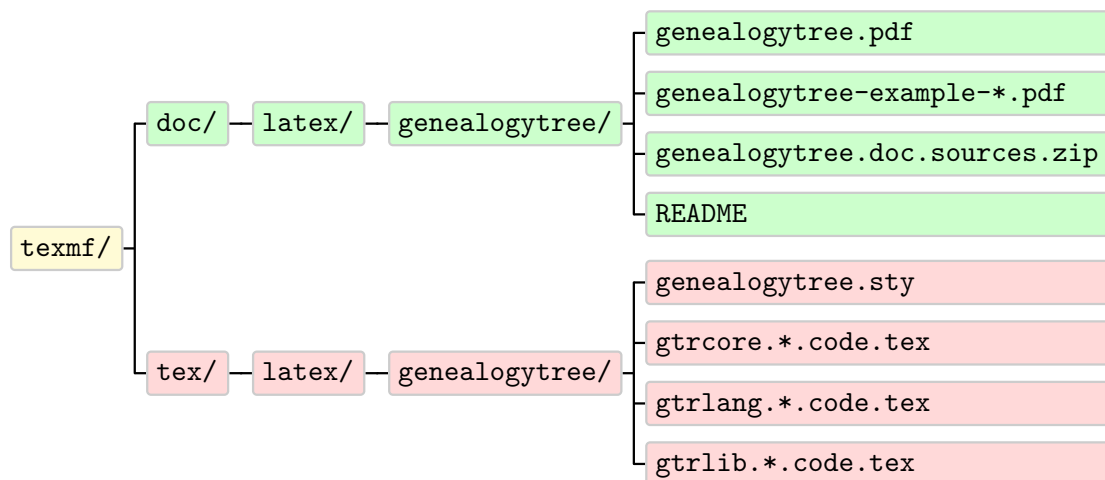 genealogytree.pdf
genealogytree-example-*.pdf
doc/ latex/ genealogytree/
genealogytree.doc.sources.zip
README
texmf/
genealogytree.sty
gtrcore.*.code.tex
tex/ latex/ genealogytree/
gtrlang.*.code.tex
gtrlib.*.code.tex